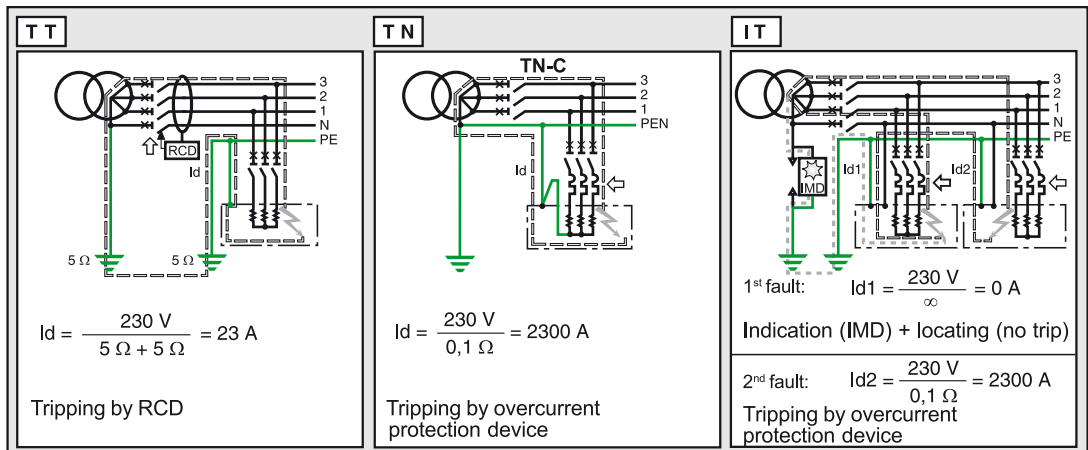 TT
3
2
1
N
PE
RCD
Id
5 Ω
5 Ω
Id = 230 V / 5 Ω + 5 Ω = 23 A
Tripping by RCD
TN
TN-C
3
2
1
PEN
Id
Id = 230 V / 0,1 Ω = 2300 A
Tripping by overcurrent
protection device
IT
3
2
1
N
PE
Id1
Id2
IMD
1st fault: Id1 = 230 V / ∞ = 0 A
Indication (IMD) + locating (no trip)
2nd fault: Id2 = 230 V / 0,1 Ω = 2300 A
Tripping by overcurrent
protection device